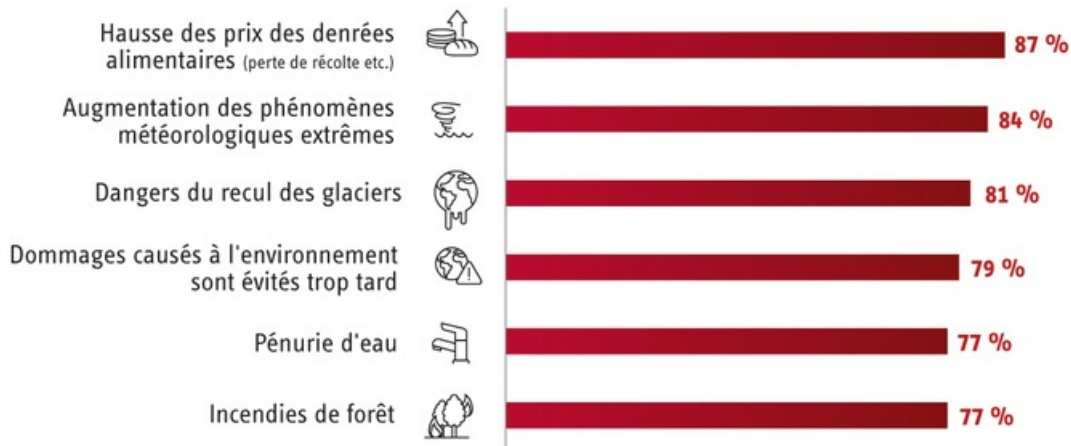 Hausse des prix des denrées
alimentaires (perte de récolte etc.)
87 %
Augmentation des phénomènes
météorologiques extrêmes
84 %
Dangers du recul des glaciers
81 %
Dommages causés à l'environnement
sont évités trop tard
79 %
Pénurie d'eau
77 %
Incendies de forêt
77 %